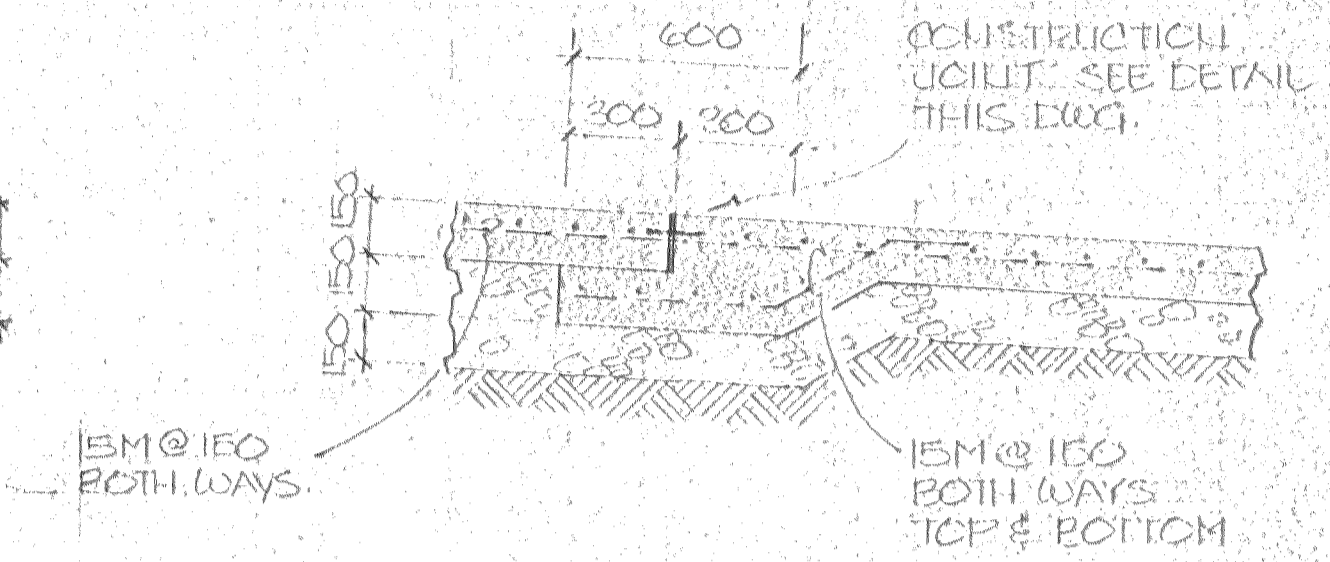 600
CONSTRUCTION
JOINT. SEE DETAIL
THIS DWG.
300 300
150
150
150
15M @ 150
BOTH WAYS.
15M @ 150
BOTH WAYS
TOP & BOTTOM